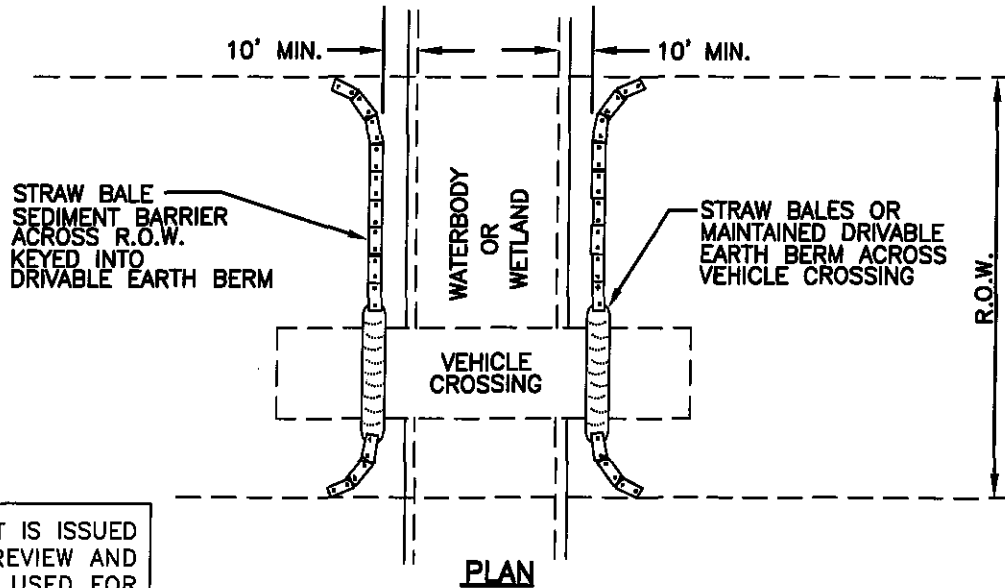 10' MIN.
10' MIN.
STRAW BALE
SEDIMENT BARRIER
ACROSS R.O.W.
KEYED INTO
DRIVABLE EARTH BERM
WATERBODY
OR
WETLAND
STRAW BALES OR
MAINTAINED DRIVABLE
EARTH BERM ACROSS
VEHICLE CROSSING
R.O.W.
VEHICLE
CROSSING
T IS ISSUED
REVIEW AND
USED FOR
PLAN